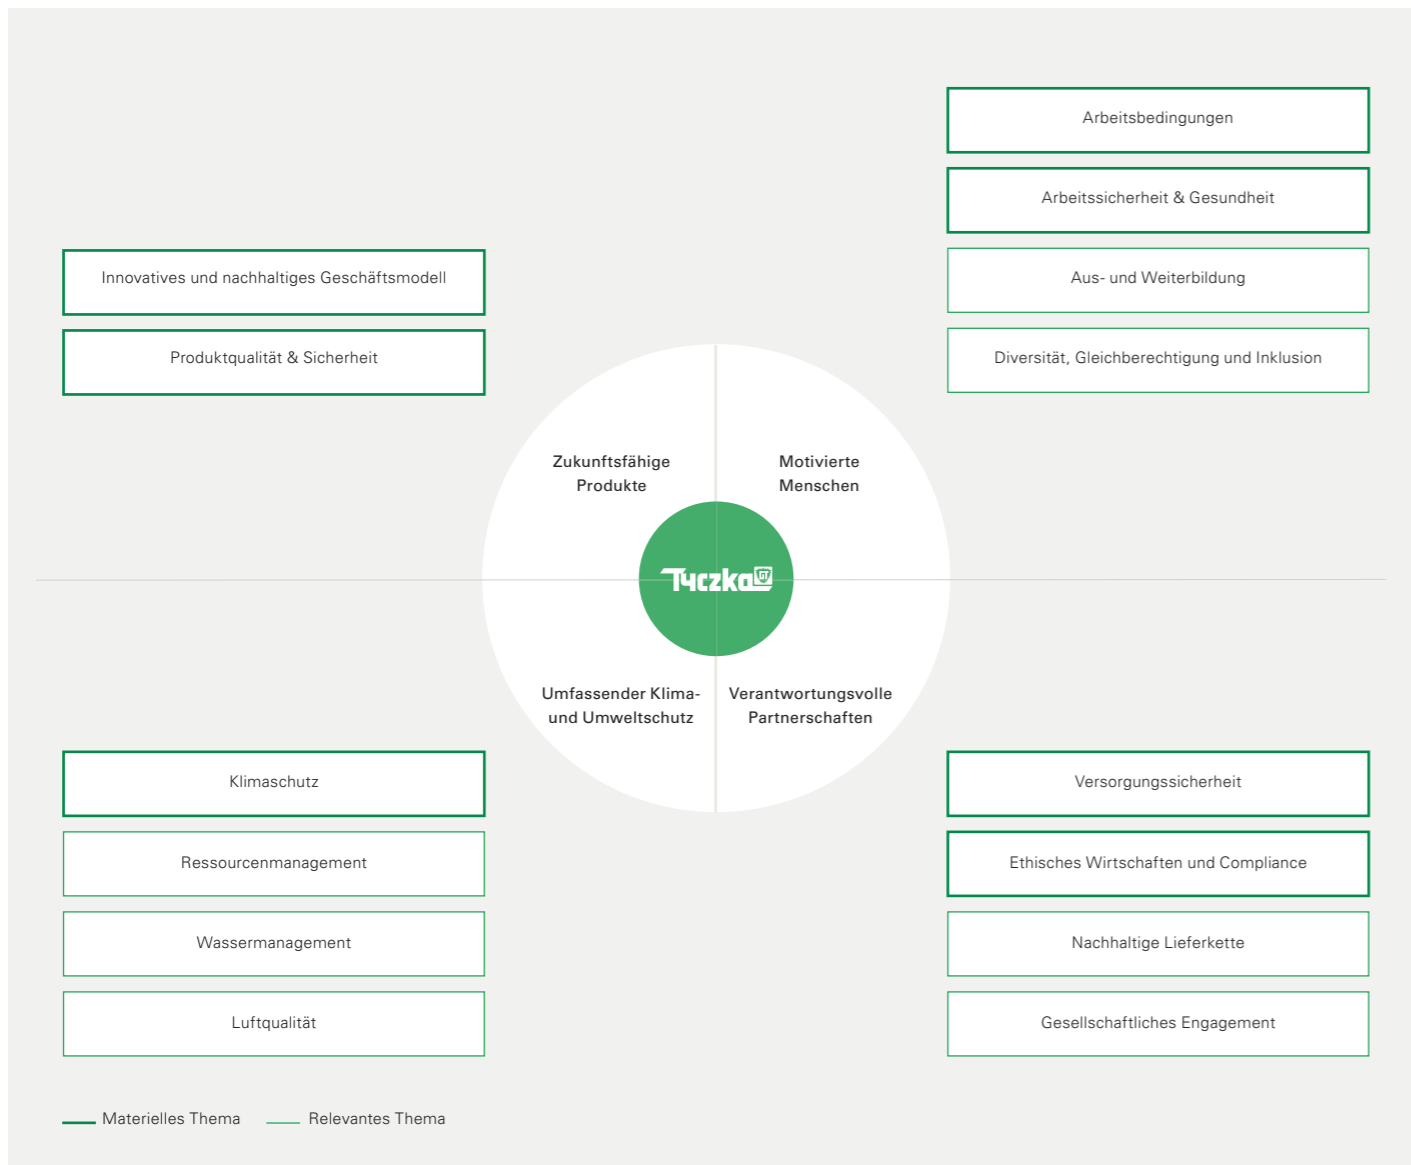 Arbeitsbedingungen
Arbeitssicherheit & Gesundheit
Innovatives und nachhaltiges Geschäftsmodell
Aus- und Weiterbildung
Produktqualität & Sicherheit
Diversität, Gleichberechtigung und Inklusion
Zukunftsfähige
Produkte
Motivierte
Menschen
Tyczka
Umfassender Klima-
und Umweltschutz
Verantwortungsvolle
Partnerschaften
Klimaschutz
Ressourcenmanagement
Wassermanagement
Luftqualität
Versorgungssicherheit
Ethisches Wirtschaften und Compliance
Nachhaltige Lieferkette
Gesellschaftliches Engagement
Materielles Thema
Relevantes Thema